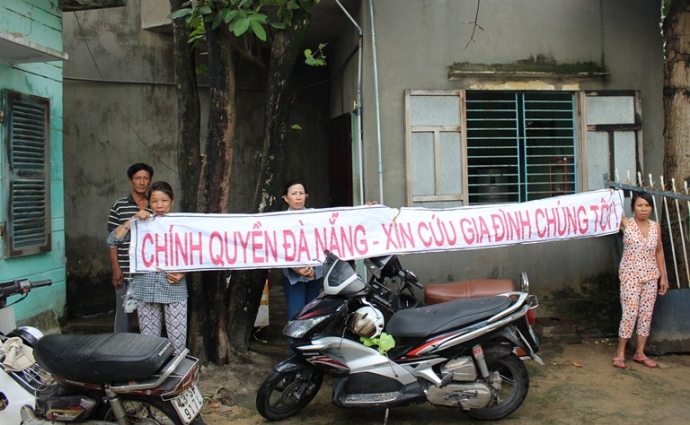 CHÍNH QUYỀN ĐÀ NẴNG - XIN CỨU GIA ĐÌNH CHÚNG TÔI